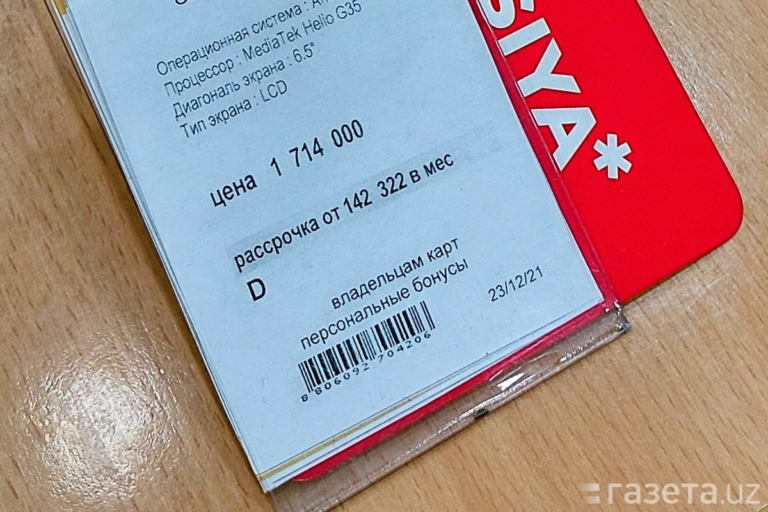 Операционная система :
Процессор : MediaTek Helio G35
Диагональ экрана : 6.5"
Тип экрана : LCD
цена 1 714 000
рассрочка от 142 322 в мес
D
владельцам карт
персональные бонусы
23/12/21
8806092704206
SIYA*
газета.uz